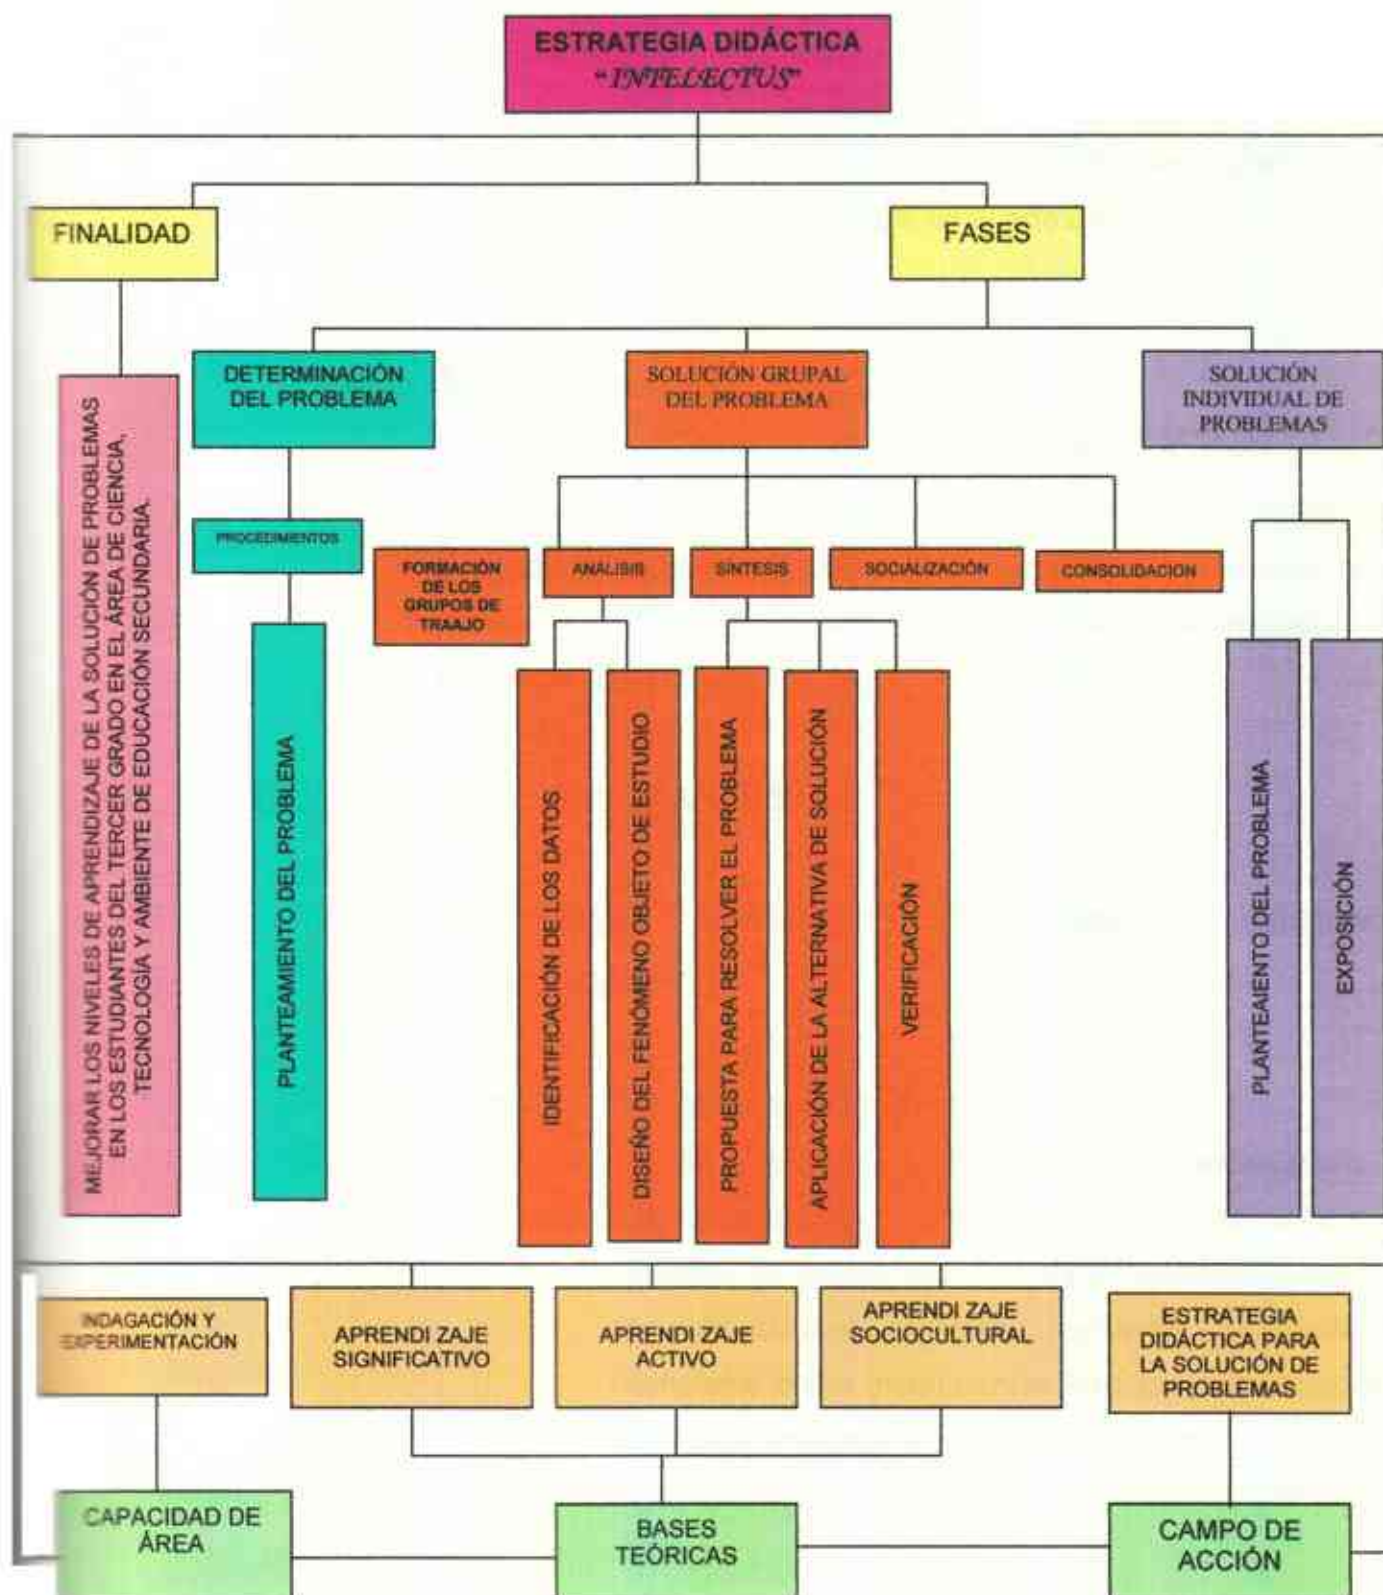 ESTRATEGIA DIDÁCTICA
"INTELECTUS"
FINALIDAD
FASES
MEJORAR LOS NIVELES DE APRENDIZAJE DE LA SOLUCIÓN DE PROBLEMAS
EN LOS ESTUDIANTES DEL TERCER GRADO EN EL ÁREA DE CIENCIA,
TECNOLOGÍA Y AMBIENTE DE EDUCACIÓN SECUNDARIA.
DETERMINACIÓN
DEL PROBLEMA
SOLUCIÓN GRUPAL
DEL PROBLEMA
SOLUCIÓN
INDIVIDUAL DE
PROBLEMAS
PROCEDIMIENTOS
FORMACIÓN
DE LOS
GRUPOS DE
TRAAJO
ANÁLISIS
SÍNTESIS
SOCIALIZACIÓN
CONSOLIDACION
PLANTEAMIENTO DEL PROBLEMA
IDENTIFICACIÓN DE LOS DATOS
DISEÑO DEL FENÓMENO OBJETO DE ESTUDIO
PROPUESTA PARA RESOLVER EL PROBLEMA
APLICACIÓN DE LA ALTERNATIVA DE SOLUCIÓN
VERIFICACIÓN
PLANTEAIENTO DEL PROBLEMA
EXPOSICIÓN
INDAGACIÓN Y
EXPERIMENTACIÓN
APRENDI ZAJE
SIGNIFICATIVO
APRENDI ZAJE
ACTIVO
APRENDI ZAJE
SOCIOCULTURAL
ESTRATEGIA
DIDÁCTICA PARA
LA SOLUCIÓN DE
PROBLEMAS
CAPACIDAD DE
ÁREA
BASES
TEÓRICAS
CAMPO DE
ACCIÓN